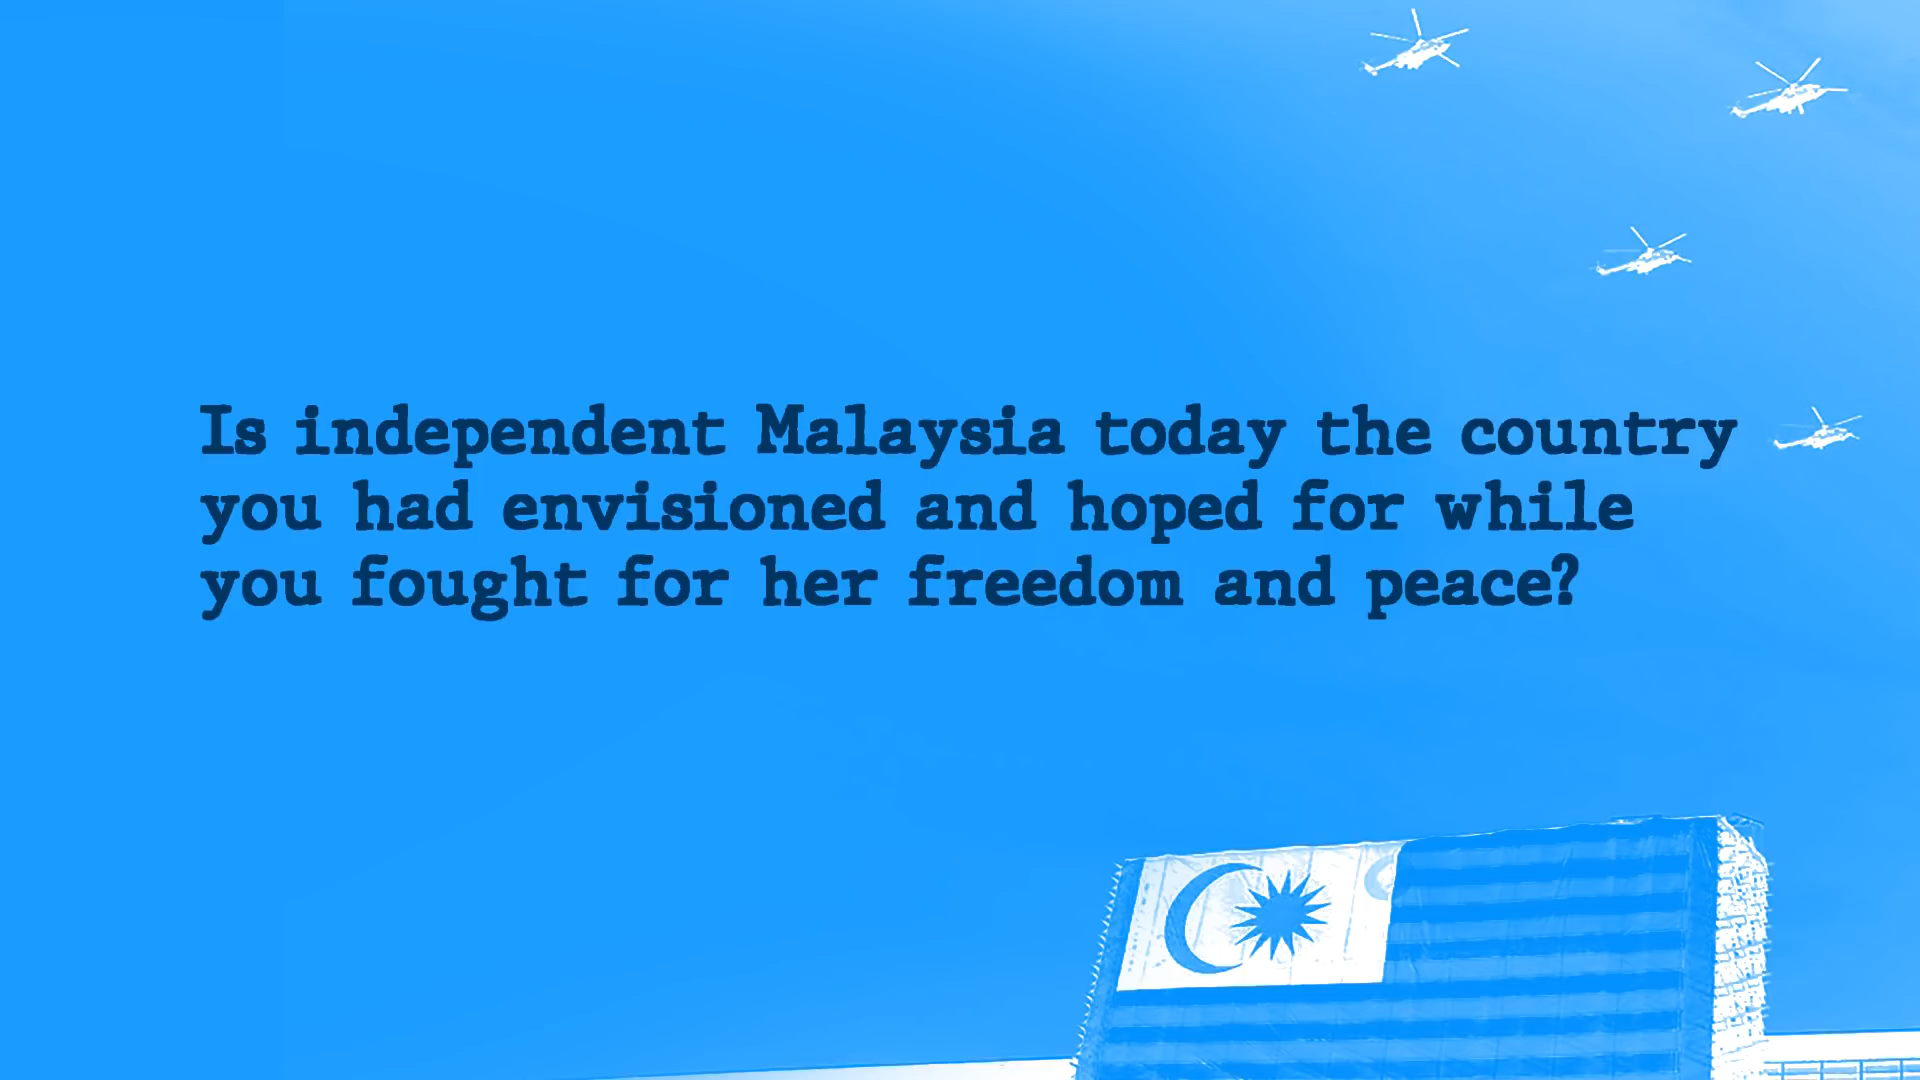 Is independent Malaysia today the country
you had envisioned and hoped for while
you fought for her freedom and peace?